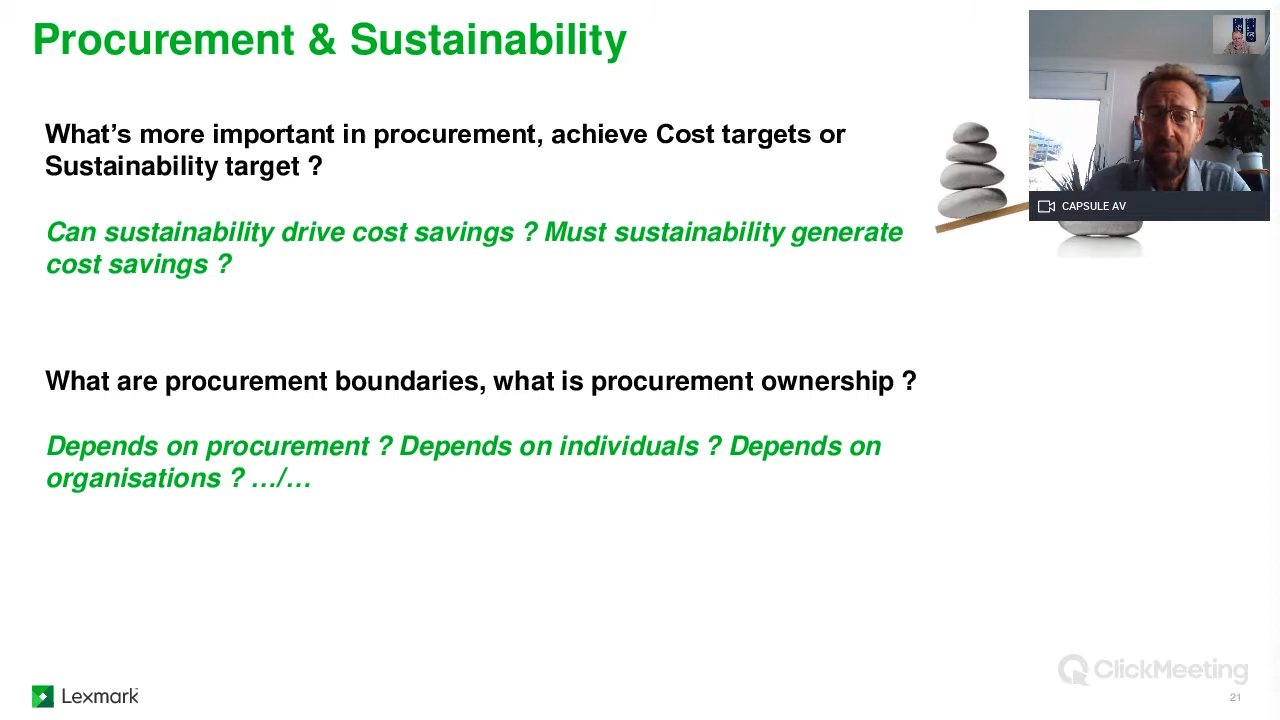 Procurement & Sustainability
What’s more important in procurement, achieve Cost targets or
Sustainability target ?
Can sustainability drive cost savings ? Must sustainability generate
cost savings ?
What are procurement boundaries, what is procurement ownership ?
Depends on procurement ? Depends on individuals ? Depends on
organisations ? …/…
CAPSULE AV
ClickMeeting
Lexmark
21